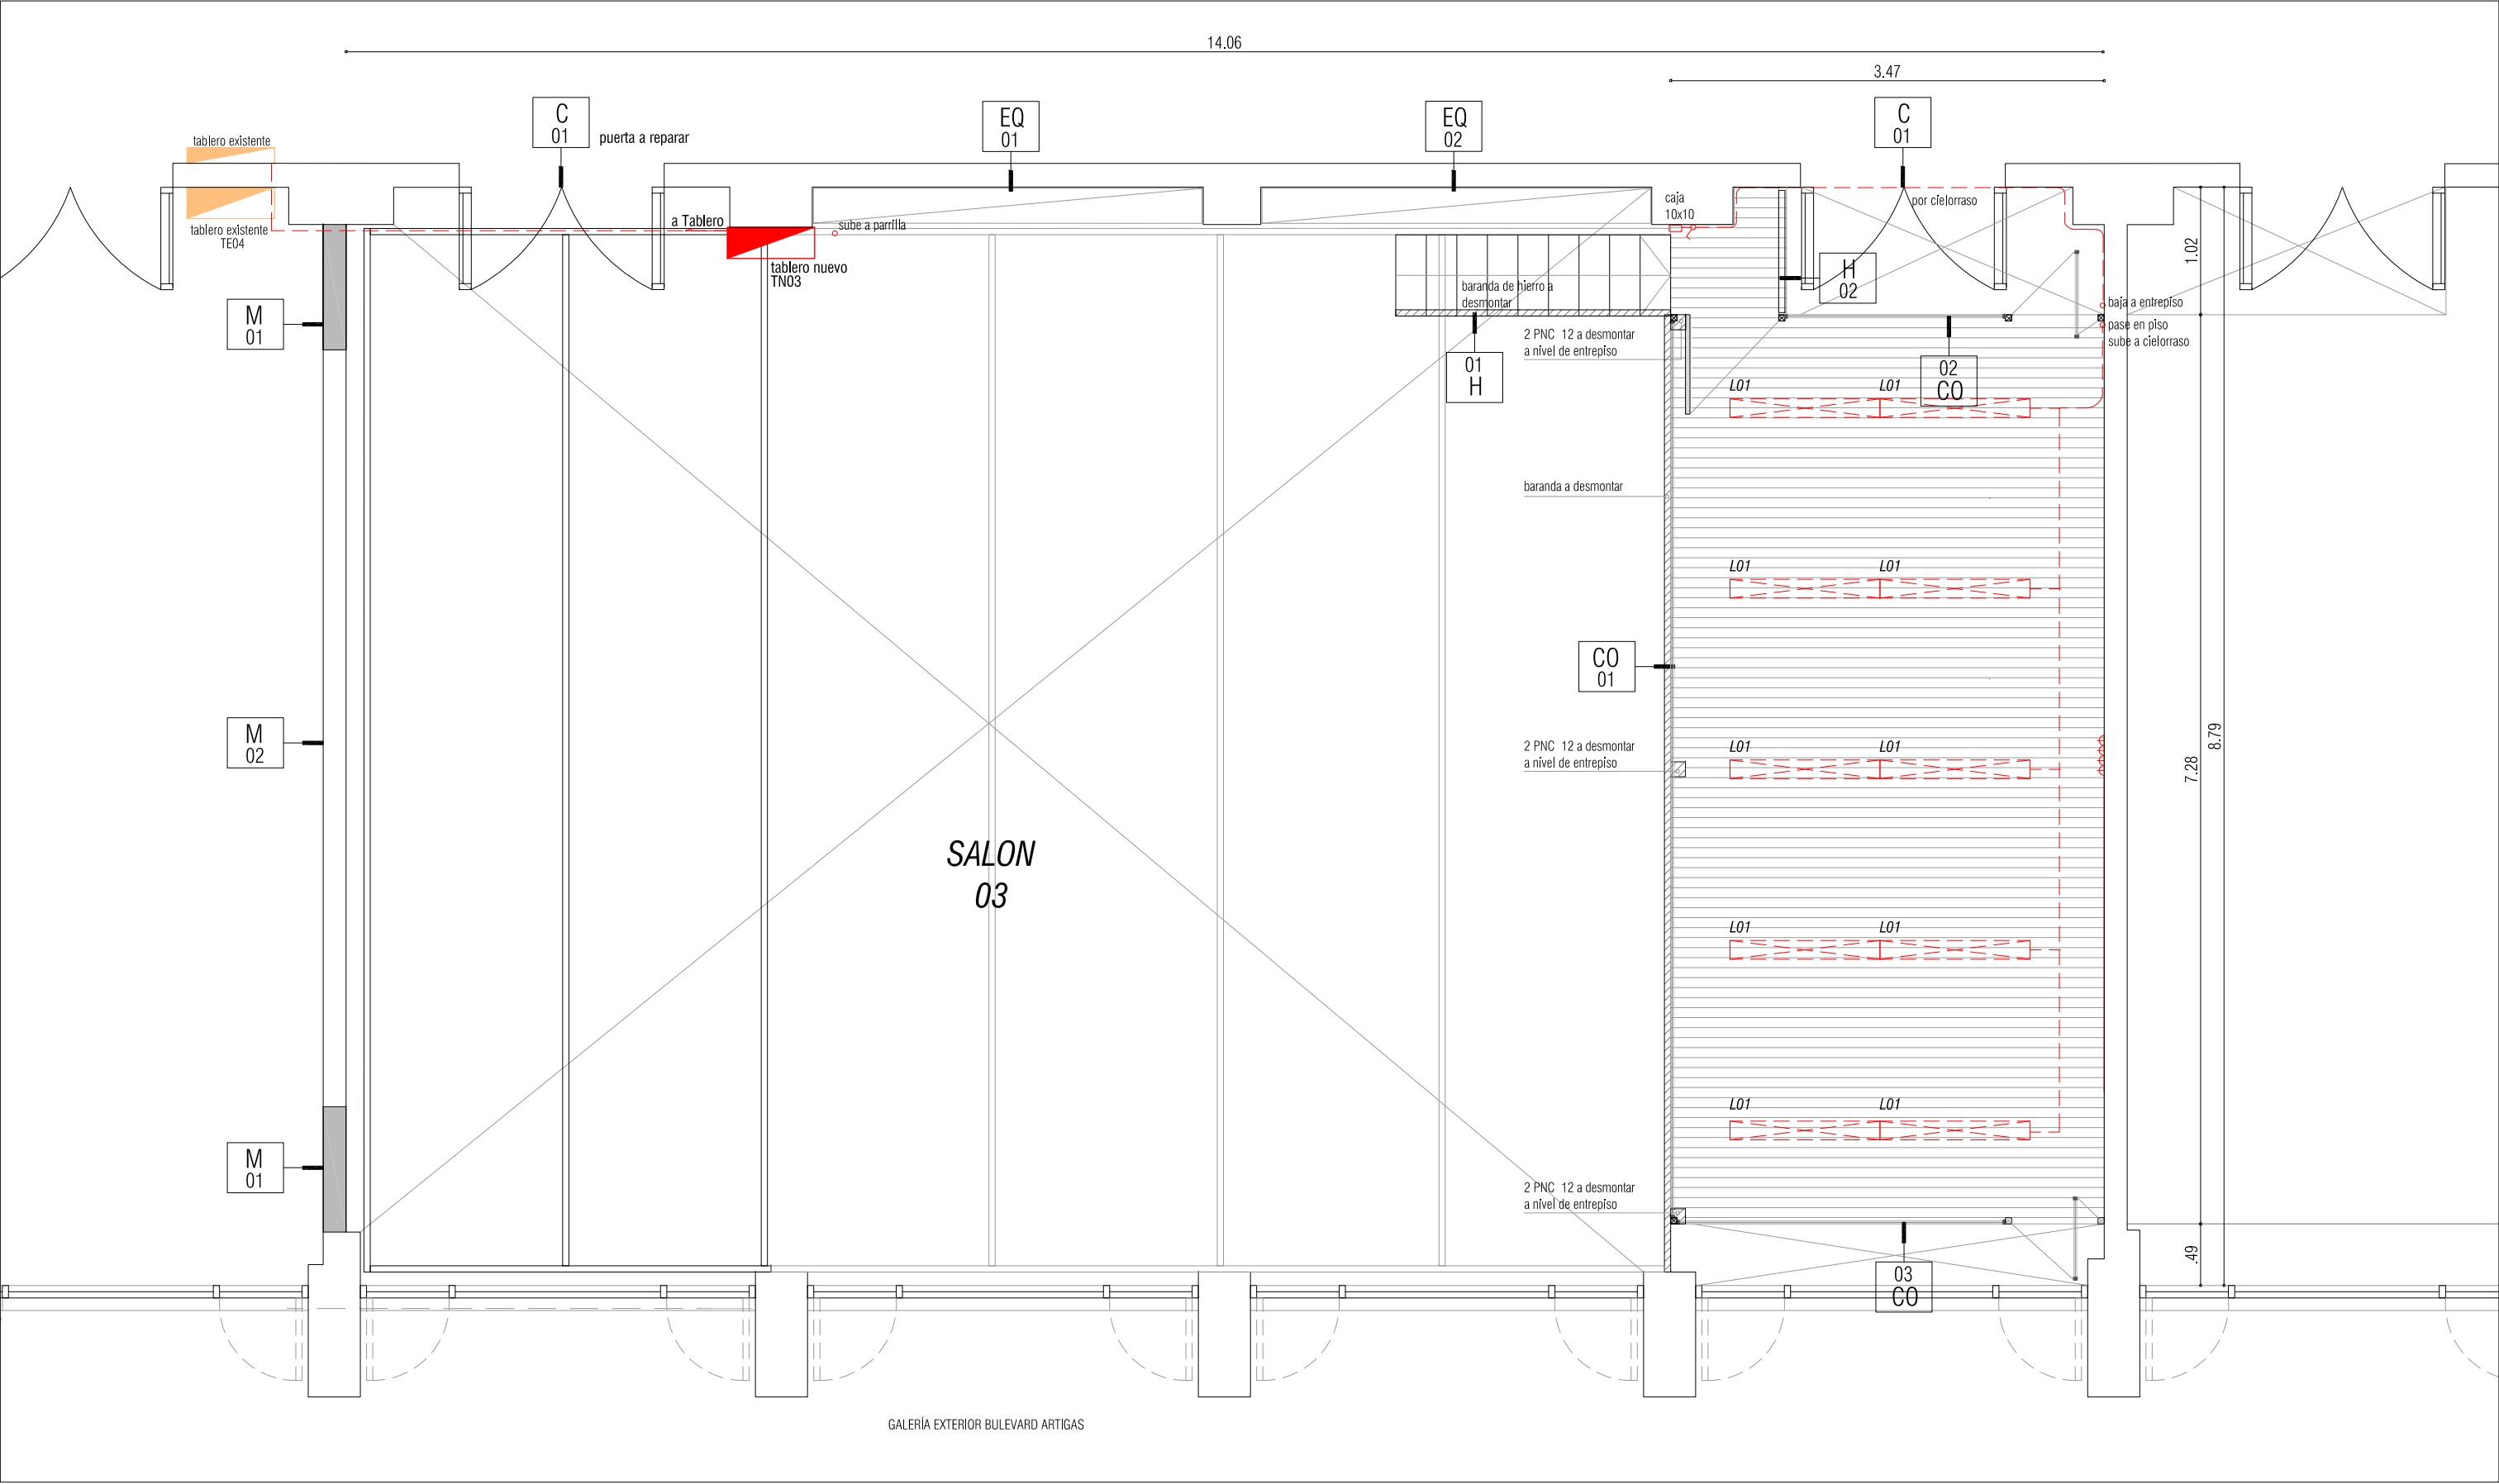 14.06
3.47
C
01
puerta a reparar
EQ
01
EQ
02
C
01
tablero existente
tablero existente
TE04
a Tablero
sube a parrilla
tablero nuevo
TN03
caja
10x10
por cielorraso
H
02
baja a entrepiso
pase en piso
sube a cielorraso
1.02
M
01
baranda de hierro a
desmontar
2 PNC 12 a desmontar
a nivel de entrepiso
01
H
02
CO
L01
L01
baranda a desmontar
L01
L01
CO
01
M
02
2 PNC 12 a desmontar
a nivel de entrepiso
L01
L01
7.28
8.79
SALON
03
L01
L01
L01
L01
M
01
2 PNC 12 a desmontar
a nivel de entrepiso
.49
03
CO
GALERÍA EXTERIOR BULEVARD ARTIGAS